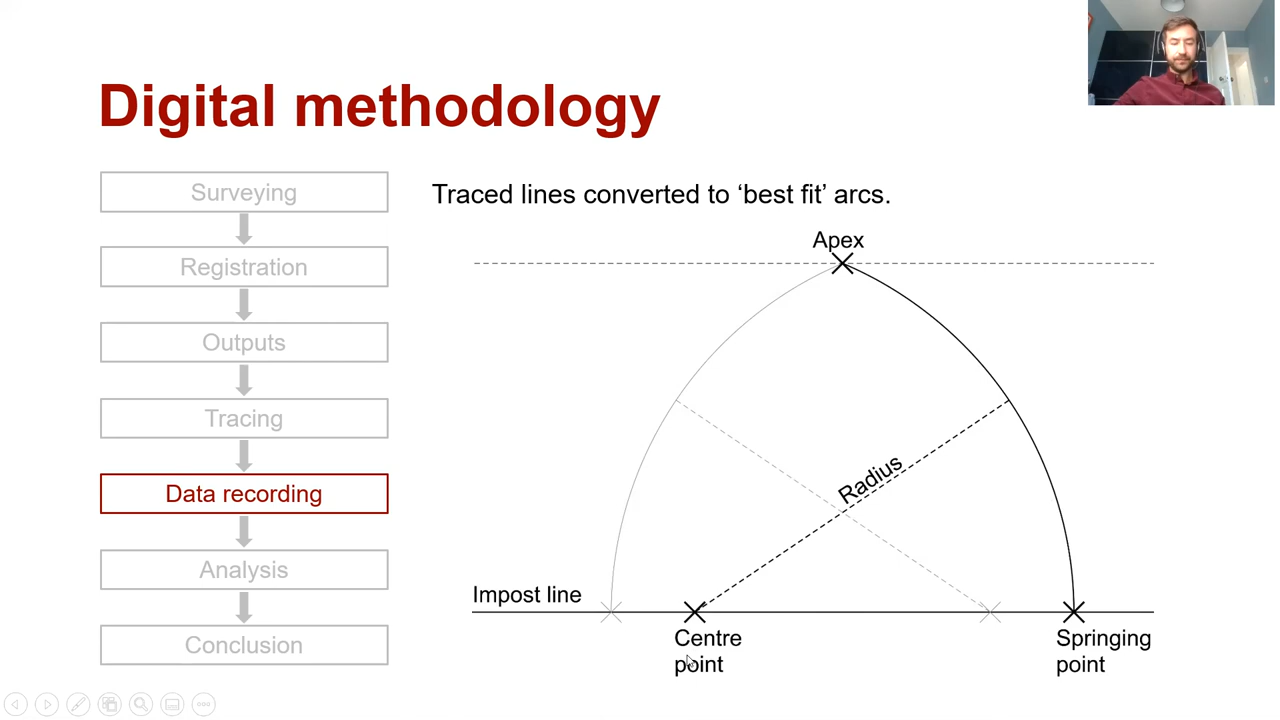 Digital methodology
Surveying
Registration
Outputs
Tracing
Data recording
Analysis
Conclusion
Traced lines converted to ‘best fit’ arcs.
Apex
Radius
Impost line
Centre
point
Springing
point